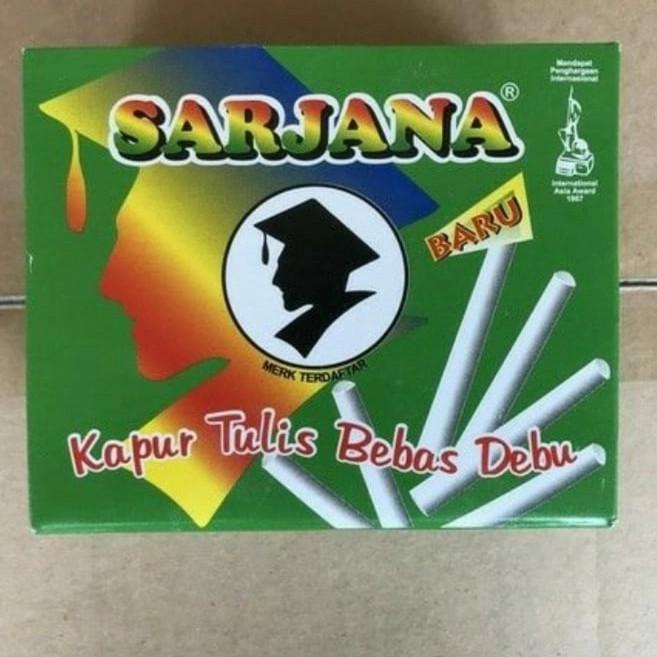 SARJANA®
Mendapat
Penghargaan
Internasional
International
Asia Award
1987
BARU
MERK TERDAFTAR
Kapur Tulis Bebas Debu